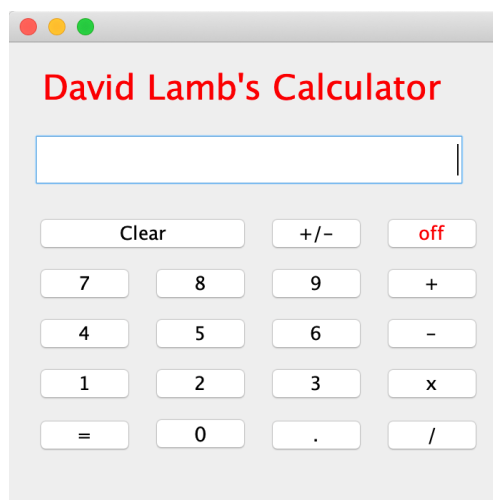 David Lamb's Calculator
Clear +/- off
7 8 9 +
4 5 6 -
1 2 3 x
= 0 . /